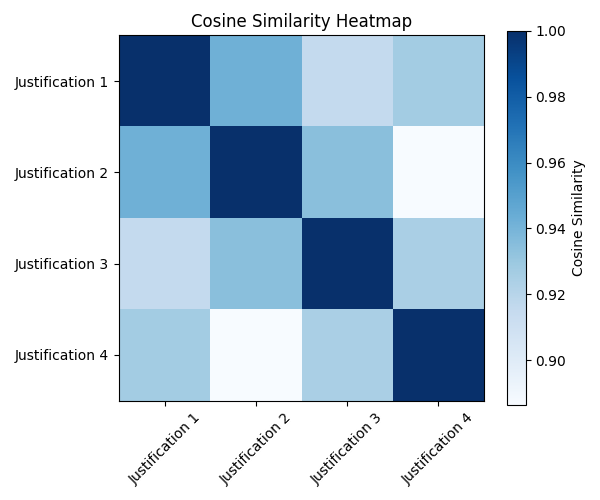 Cosine Similarity Heatmap
Justification 1
Justification 2
Justification 3
Justification 4
Justification 1
Justification 2
Justification 3
Justification 4
1.00
0.98
0.96
0.94
0.92
0.90
Cosine Similarity